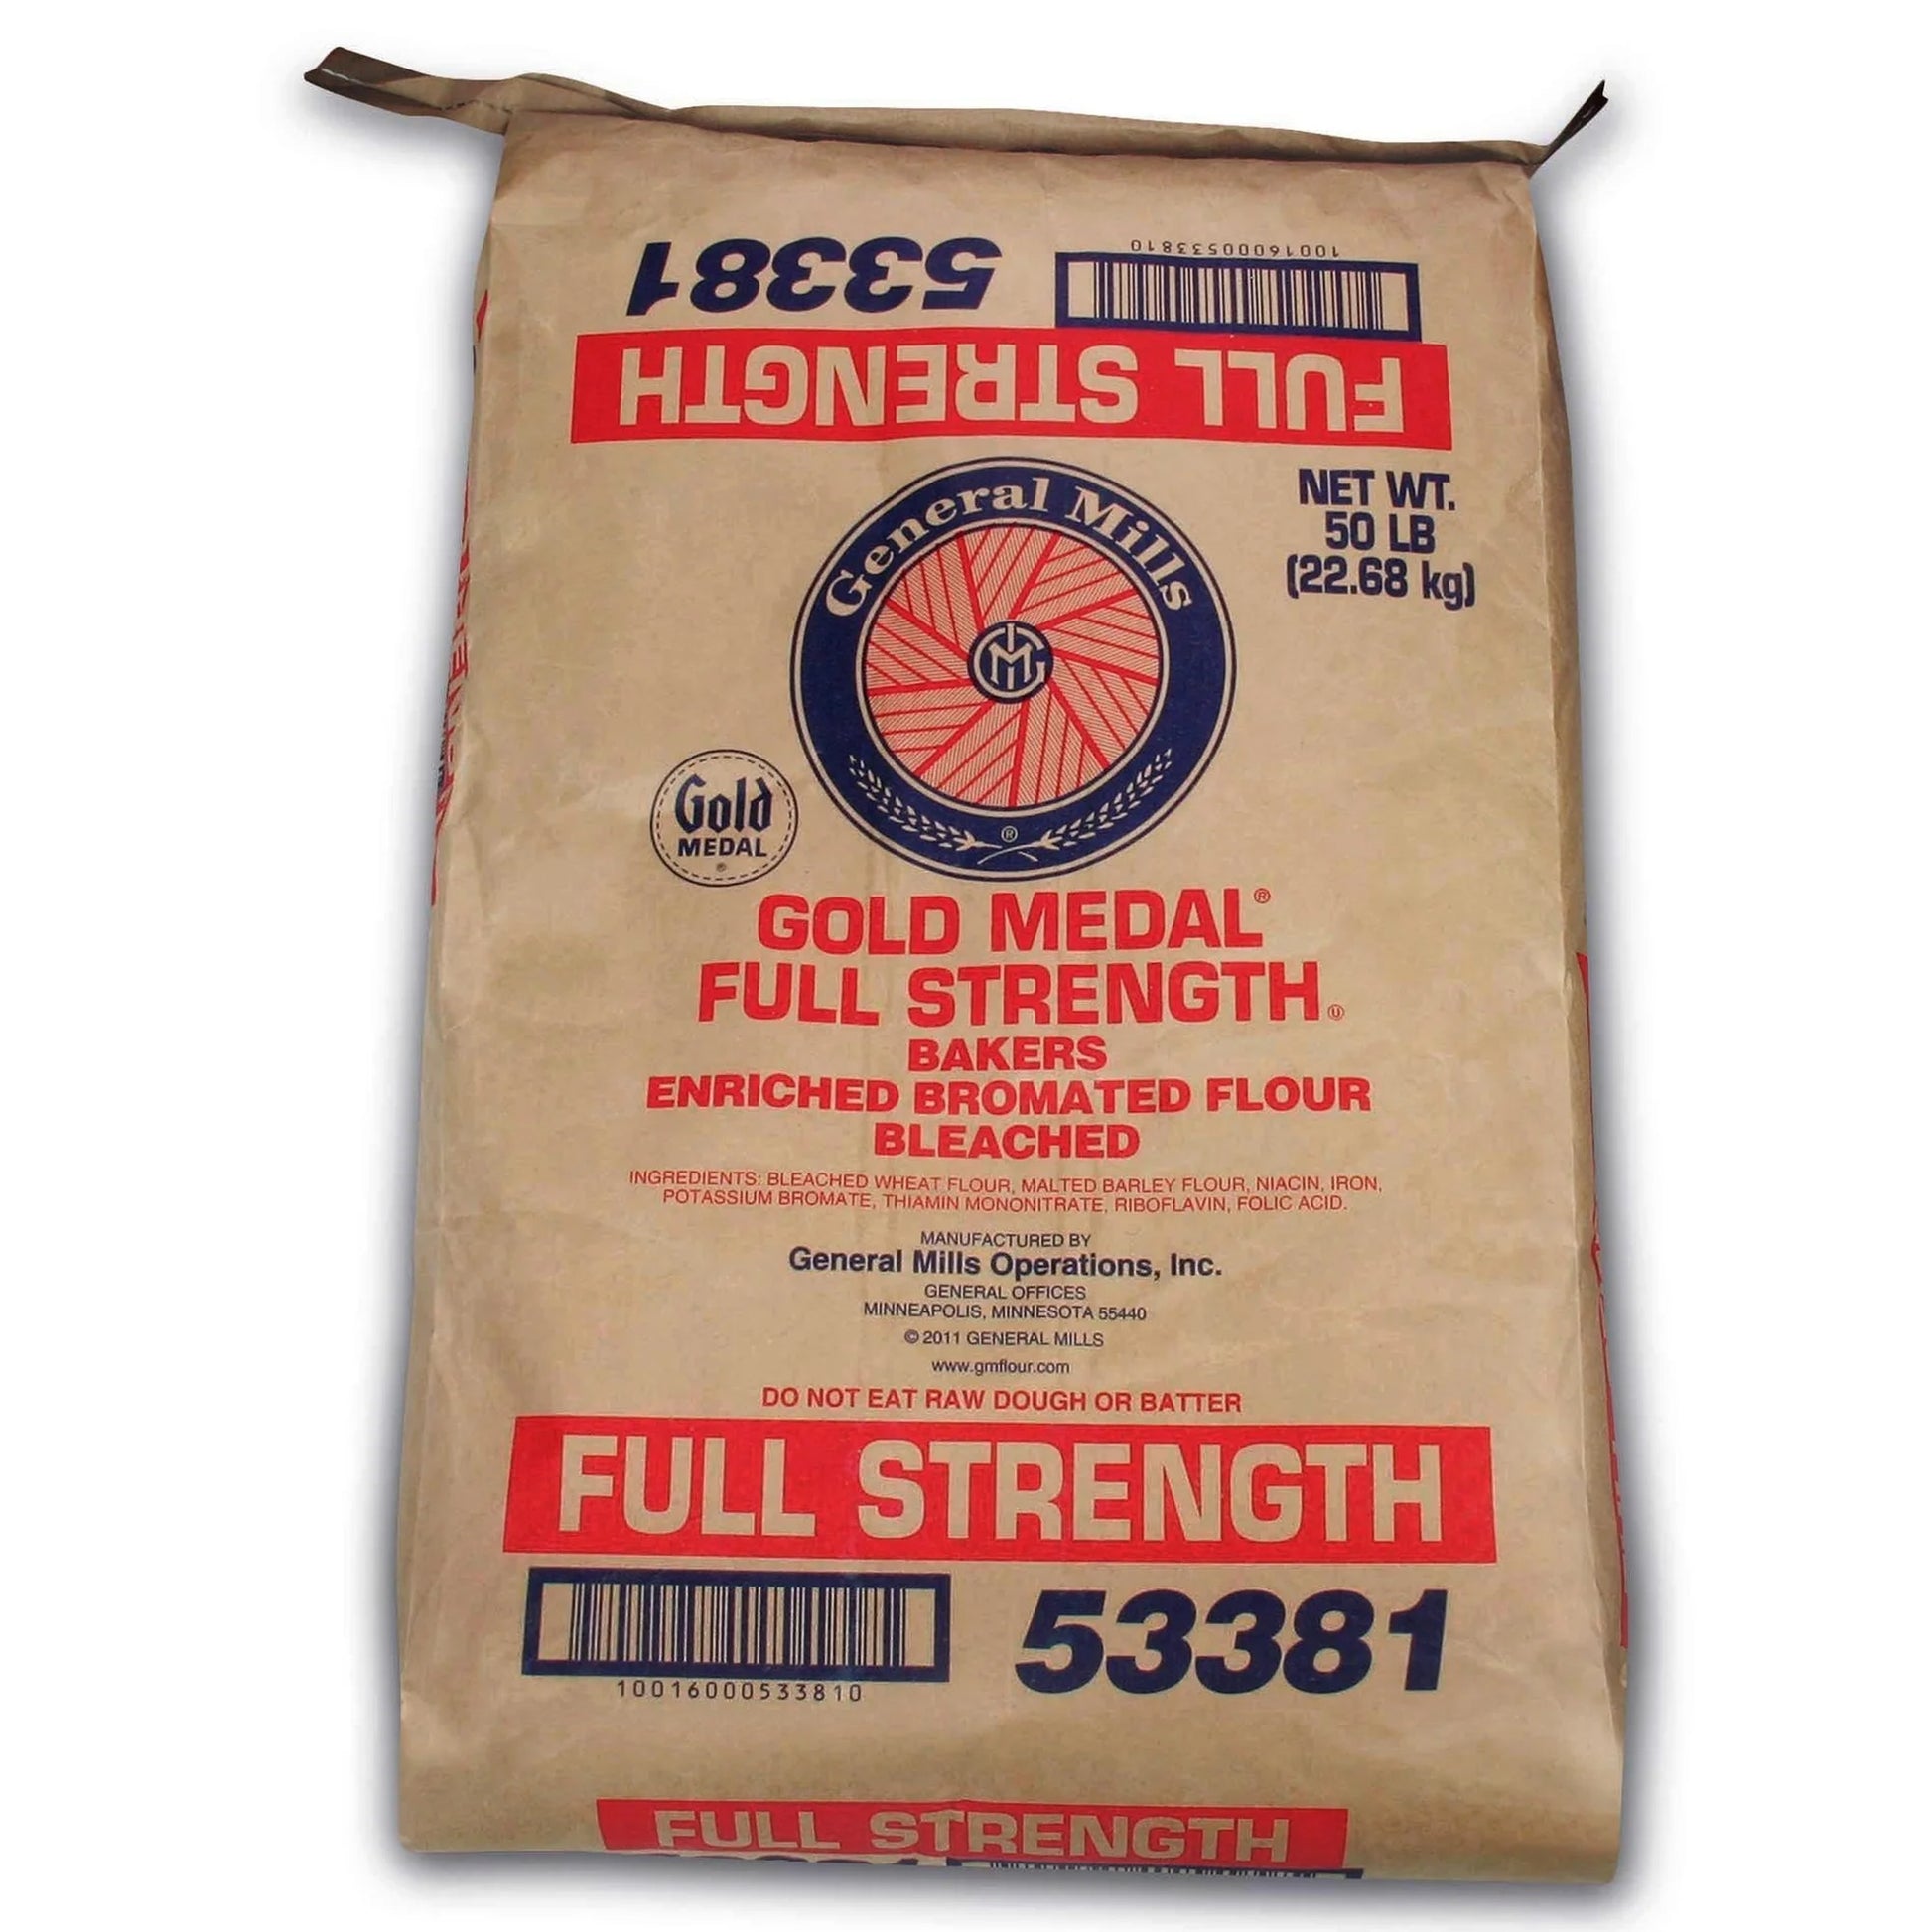 53381
10016000533810
FULL STRENGTH
General Mills
NET WT.
50 LB
(22.68 kg)
GMI
®
Gold
MEDAL
®
GOLD MEDAL®
FULL STRENGTH Ⓤ
BAKERS
ENRICHED BROMATED FLOUR
BLEACHED
INGREDIENTS: BLEACHED WHEAT FLOUR, MALTED BARLEY FLOUR, NIACIN, IRON,
POTASSIUM BROMATE, THIAMIN MONONITRATE, RIBOFLAVIN, FOLIC ACID.
MANUFACTURED BY
General Mills Operations, Inc.
GENERAL OFFICES
MINNEAPOLIS, MINNESOTA 55440
© 2011 GENERAL MILLS
www.gmflour.com
DO NOT EAT RAW DOUGH OR BATTER
FULL STRENGTH
53381
10016000533810
FULL STRENGTH